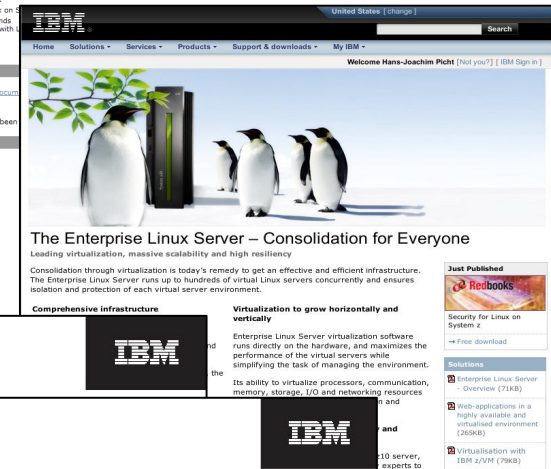 United States [ change ]
IBM®
Search
Home Solutions Services Products Support & downloads My IBM
Welcome Hans-Joachim Picht [Not you?] [ IBM Sign in ]
The Enterprise Linux Server – Consolidation for Everyone
Leading virtualization, massive scalability and high resiliency
Consolidation through virtualization is today's remedy to get an effective and efficient infrastructure.
The Enterprise Linux Server runs up to hundreds of virtual Linux servers concurrently and ensures
isolation and protection of each virtual server environment.
Comprehensive infrastructure
the
IBM
Virtualization to grow horizontally and
vertically
Enterprise Linux Server virtualization software
runs directly on the hardware, and maximizes the
performance of the virtual servers while
simplifying the task of managing the environment.
Its ability to virtualize processors, communication,
memory, storage, I/O and networking resources
and
and
z10 server,
experts to
IBM
Just Published
Redbooks
Security for Linux on
System z
→ Free download
Solutions
Enterprise Linux Server
- Overview (71KB)
Web-applications in a
highly available and
virtualised environment
(265KB)
Virtualisation with
IBM z/VM (79KB)
been